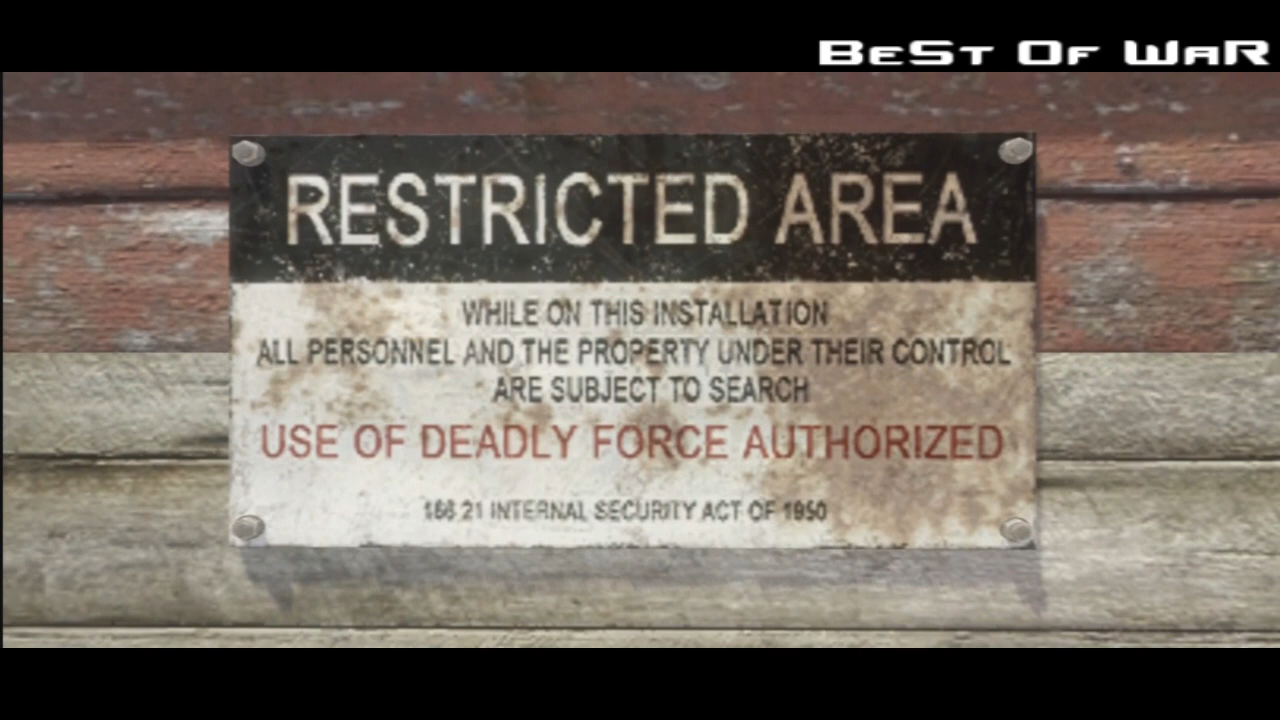 BeSt Of WaR
RESTRICTED AREA
WHILE ON THIS INSTALLATION
ALL PERSONNEL AND THE PROPERTY UNDER THEIR CONTROL
ARE SUBJECT TO SEARCH
USE OF DEADLY FORCE AUTHORIZED
INTERNAL SECURITY ACT OF 1950